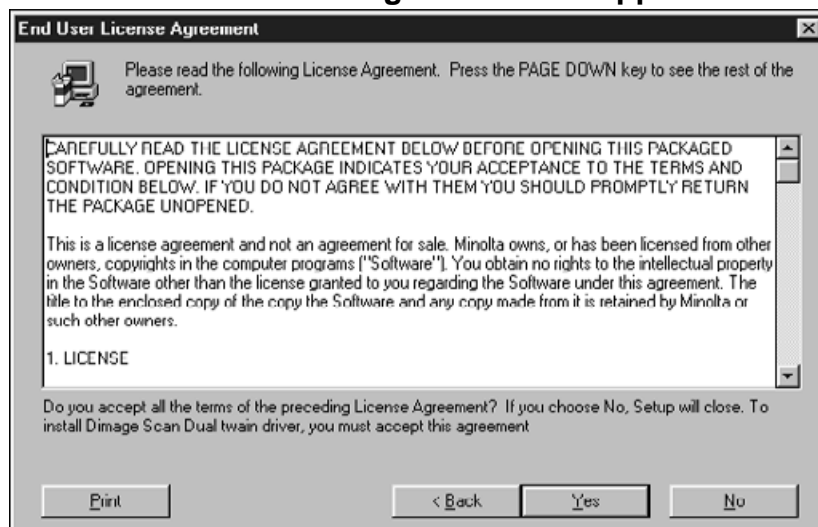 End User License Agreement
Please read the following License Agreement. Press the PAGE DOWN key to see the rest of the
agreement.
CAREFULLY READ THE LICENSE AGREEMENT BELOW BEFORE OPENING THIS PACKAGED
SOFTWARE. OPENING THIS PACKAGE INDICATES YOUR ACCEPTANCE TO THE TERMS AND
CONDITION BELOW. IF YOU DO NOT AGREE WITH THEM YOU SHOULD PROMPTLY RETURN
THE PACKAGE UNOPENED.
This is a license agreement and not an agreement for sale. Minolta owns, or has been licensed from other
owners, copyrights in the computer programs ("Software"). You obtain no rights to the intellectual property
in the Software other than the license granted to you regarding the Software under this agreement. The
title to the enclosed copy of the copy the Software and any copy made from it is retained by Minolta or
such other owners.
1. LICENSE
Do you accept all the terms of the preceding License Agreement? If you choose No, Setup will close. To
install Dimage Scan Dual twain driver, you must accept this agreement
Print
< Back
Yes
No